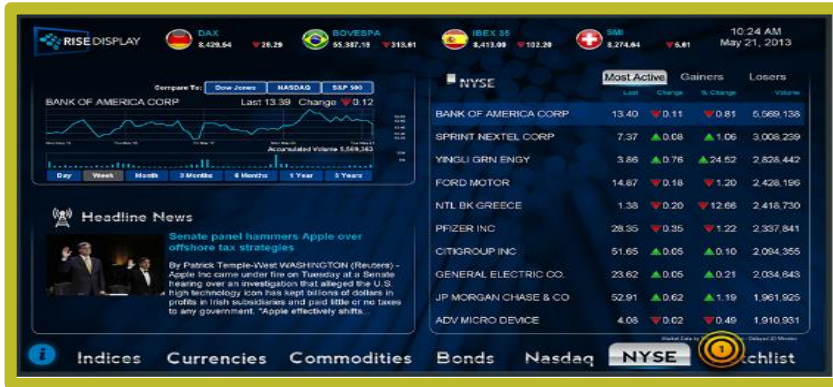 RISE DISPLAY
DAX
8,429.54 ▼26.29
BOVESPA
55,387.19 ▼313.61
IBEX 35
8,413.00 ▼102.20
SMI
8,274.64 ▼5.61
10:24 AM
May 21, 2013
Compare To: Dow Jones NASDAQ S&P 500
BANK OF AMERICA CORP Last 13.39 Change ▼0.12
Accumulated Volume 5,569,363
Day Week Month 3 Months 6 Months 1 Year 5 Years
Headline News
Senate panel hammers Apple over
offshore tax strategies
By Patrick Temple-West WASHINGTON (Reuters) -
Apple Inc came under fire on Tuesday at a Senate
hearing over an investigation that alleged the U.S.
high technology icon has kept billions of dollars in
profits in Irish subsidiaries and paid little or no taxes
to any government. "Apple effectively shifts...
NYSE
Most Active Gainers Losers
Last Change % Change Volume
BANK OF AMERICA CORP 13.40 ▼0.11 ▼0.81 5,569,138
SPRINT NEXTEL CORP 7.37 ▲0.08 ▲1.06 3,008,239
YINGLI GRN ENGY 3.86 ▲0.76 ▲24.52 2,828,442
FORD MOTOR 14.87 ▼0.18 ▼1.20 2,428,196
NTL BK GREECE 1.38 ▼0.20 ▼12.66 2,418,730
PFIZER INC 28.35 ▼0.35 ▼1.22 2,337,841
CITIGROUP INC 51.65 ▲0.05 ▲0.10 2,094,355
GENERAL ELECTRIC CO. 23.62 ▲0.05 ▲0.21 2,034,643
JP MORGAN CHASE & CO 52.91 ▲0.62 ▲1.19 1,961,925
ADV MICRO DEVICE 4.08 ▼0.02 ▼0.49 1,910,931
Market Data by - Delayed 20 Minutes
i Indices Currencies Commodities Bonds Nasdaq NYSE 1 tchlist